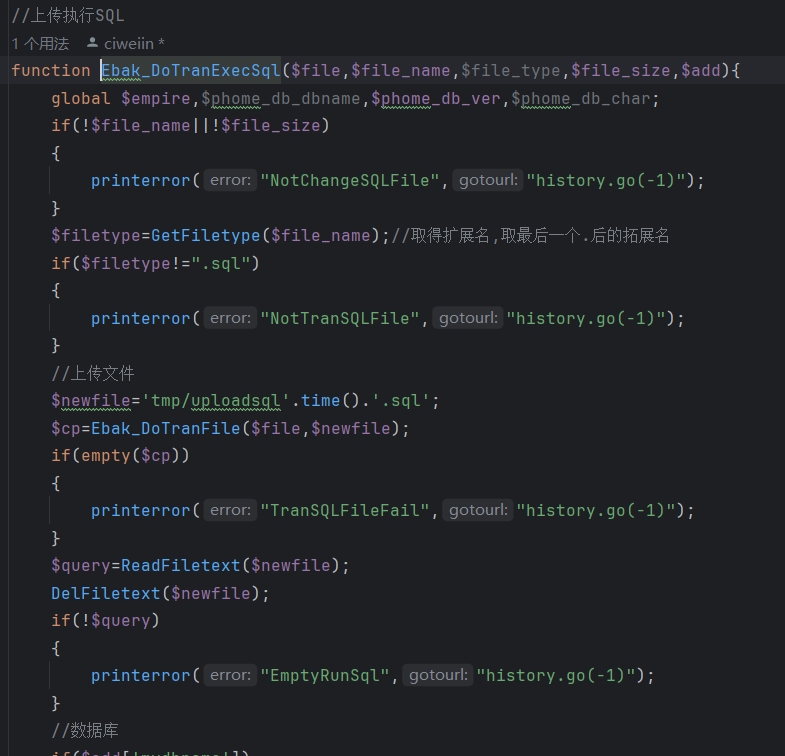 //上传执行SQL
1 个用法 ciweiin *
function Ebak_DoTranExecSql($file,$file_name,$file_type,$file_size,$add){
global $empire,$phome_db_dbname,$phome_db_ver,$phome_db_char;
if(!$file_name||!$file_size)
{
printerror( error: "NotChangeSQLFile", gotourl: "history.go(-1)");
}
$filetype=GetFiletype($file_name);//取得扩展名,取最后一个.后的拓展名
if($filetype!=".sql")
{
printerror( error: "NotTranSQLFile", gotourl: "history.go(-1)");
}
//上传文件
$newfile='tmp/uploadsql'.time().'.sql';
$cp=Ebak_DoTranFile($file,$newfile);
if(empty($cp))
{
printerror( error: "TranSQLFileFail", gotourl: "history.go(-1)");
}
$query=ReadFiletext($newfile);
DelFiletext($newfile);
if(!$query)
{
printerror( error: "EmptyRunSql", gotourl: "history.go(-1)");
}
//数据库
if($add['mydbname'])